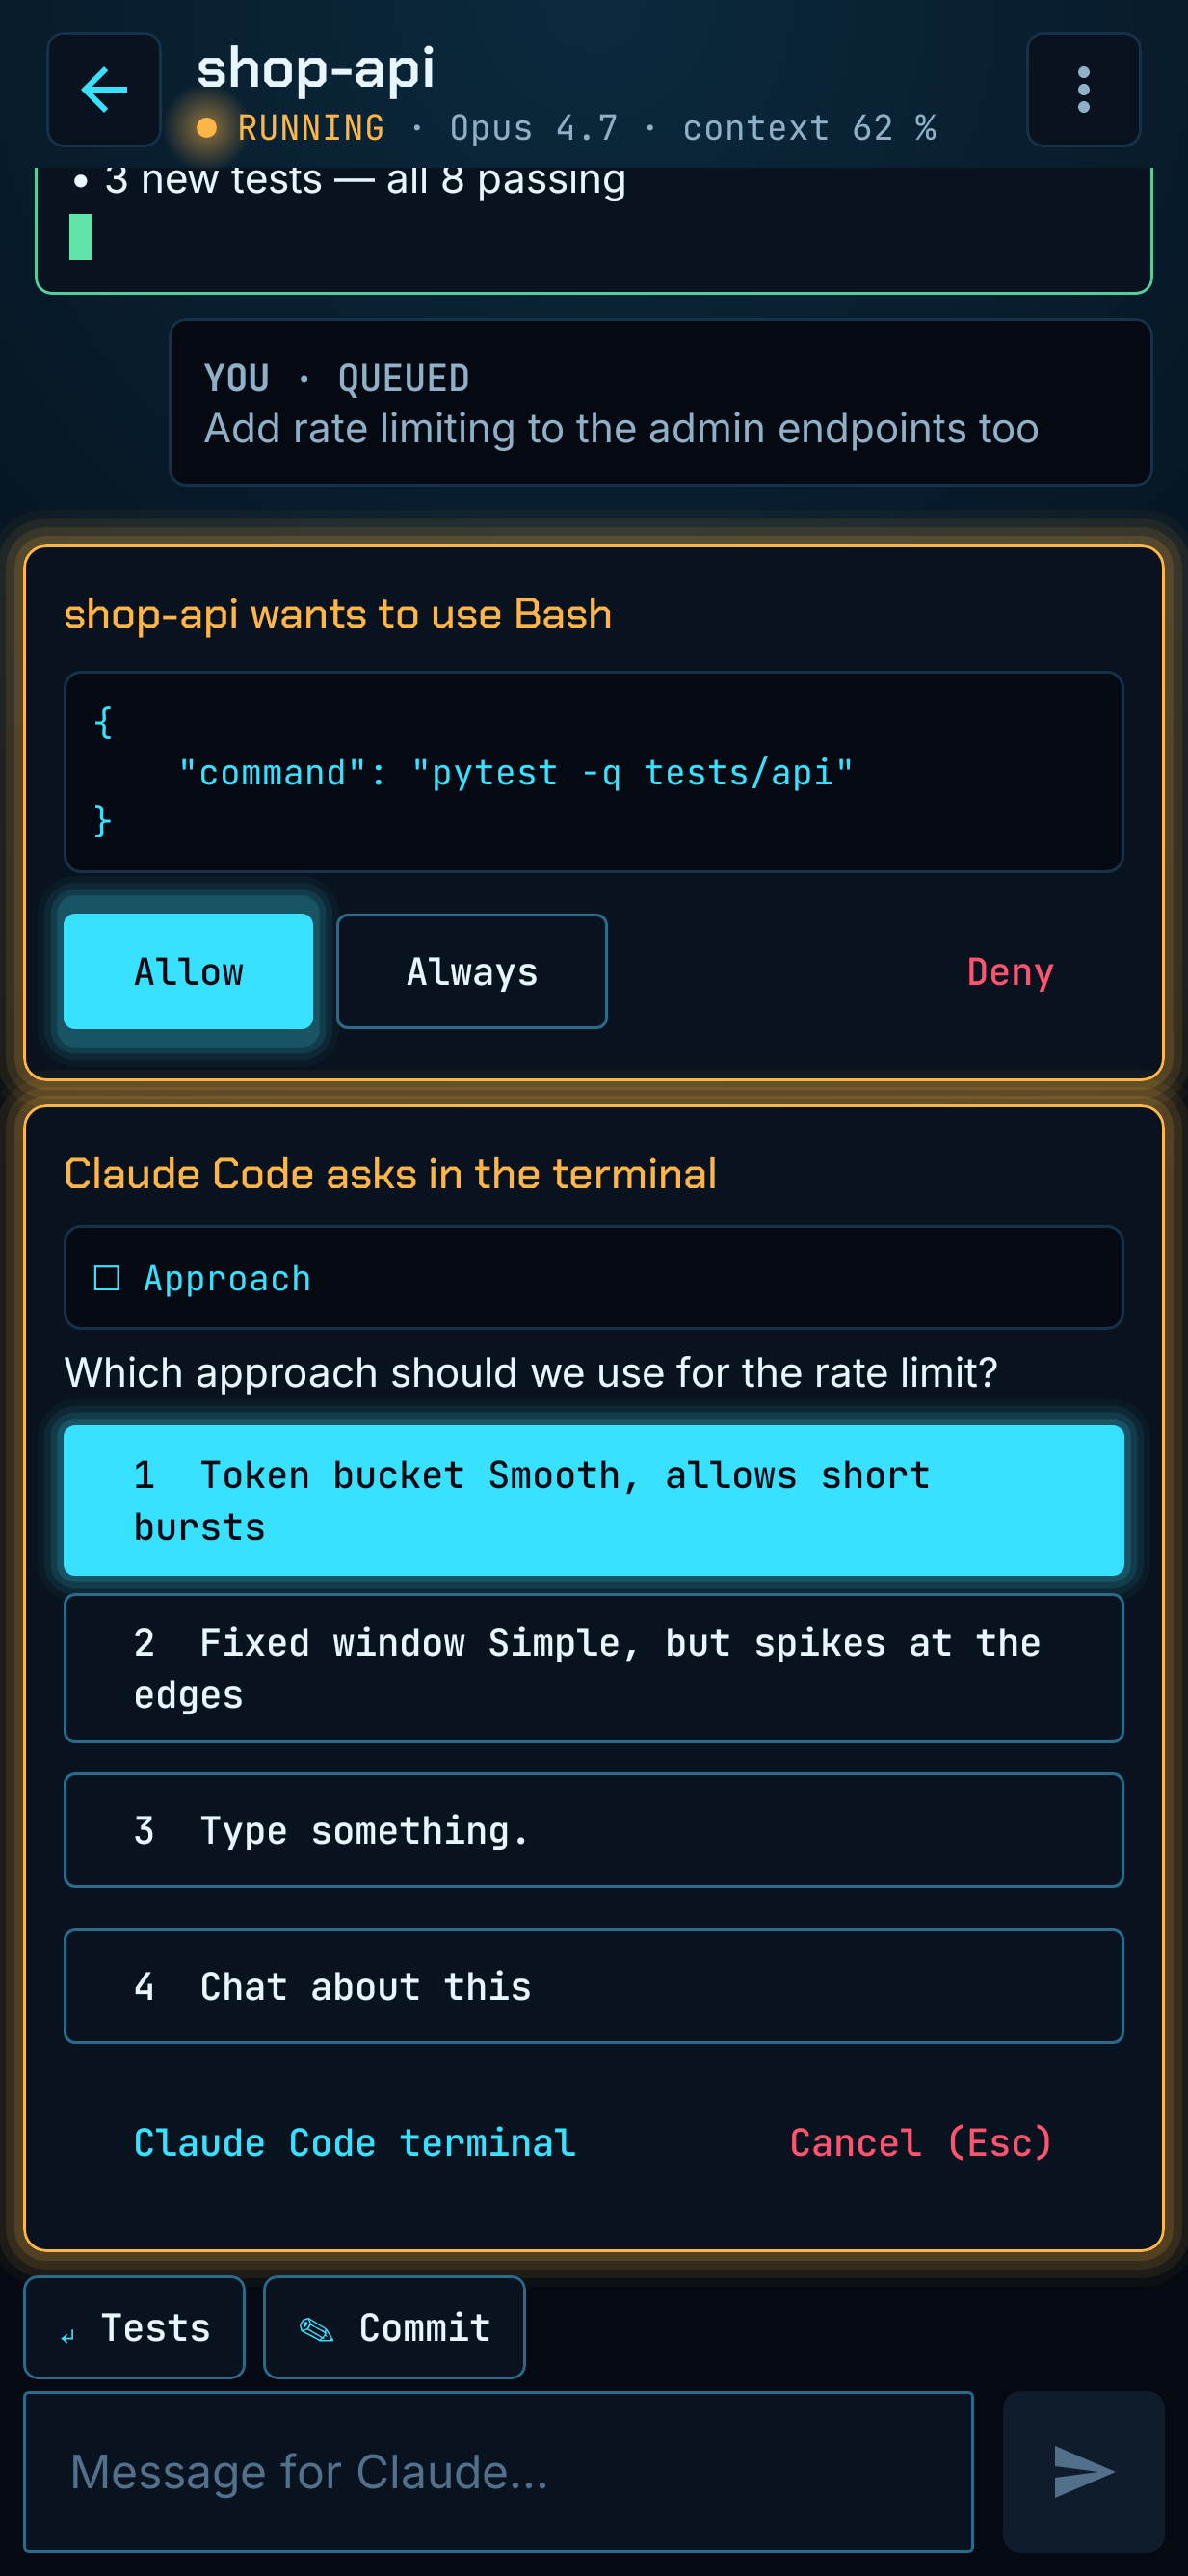 shop-api
RUNNING · Opus 4.7 · context 62 %
• 3 new tests — all 8 passing
YOU · QUEUED
Add rate limiting to the admin endpoints too
shop-api wants to use Bash
{
    "command": "pytest -q tests/api"
}
Allow
Always
Deny
Claude Code asks in the terminal
☐ Approach
Which approach should we use for the rate limit?
1  Token bucket Smooth, allows short
bursts
2  Fixed window Simple, but spikes at the
edges
3  Type something.
4  Chat about this
Claude Code terminal
Cancel (Esc)
↲ Tests
✎ Commit
Message for Claude…